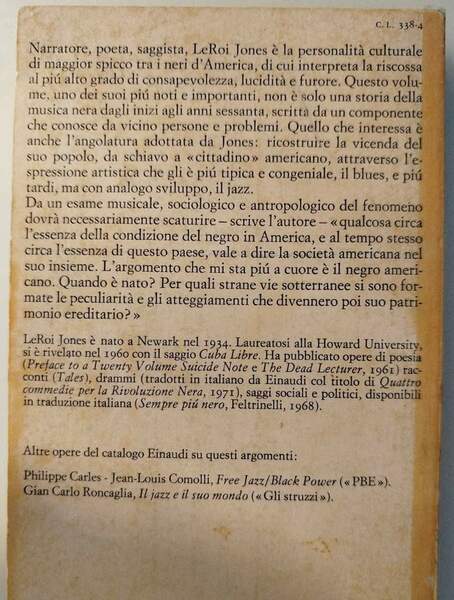 C. L. 338-4
Narratore, poeta, saggista, LeRoi Jones è la personalità culturale
di maggior spicco tra i neri d'America, di cui interpreta la riscossa
al piú alto grado di consapevolezza, lucidità e furore. Questo volu-
me, uno dei suoi piú noti e importanti, non è solo una storia della
musica nera dagli inizi agli anni sessanta, scritta da un componente
che conosce da vicino persone e problemi. Quello che interessa è
anche l'angolatura adottata da Jones: ricostruire la vicenda del
suo popolo, da schiavo a «cittadino» americano, attraverso l'e-
spressione artistica che gli è piú tipica e congeniale, il blues, e piú
tardi, ma con analogo sviluppo, il jazz.
Da un esame musicale, sociologico e antropologico del fenomeno
dovrà necessariamente scaturire – scrive l'autore – «qualcosa circa
l'essenza della condizione del negro in America, e al tempo stesso
circa l'essenza di questo paese, vale a dire la società americana nel
suo insieme. L'argomento che mi sta piú a cuore è il negro ameri-
cano. Quando è nato? Per quali strane vie sotterranee si sono for-
mate le peculiarità e gli atteggiamenti che divennero poi suo patri-
monio ereditario?»
LeRoi Jones è nato a Newark nel 1934. Laureatosi alla Howard University,
si è rivelato nel 1960 con il saggio Cuba Libre. Ha pubblicato opere di poesia
(Preface to a Twenty Volume Suicide Note e The Dead Lecturer, 1961) rac-
conti (Tales), drammi (tradotti in italiano da Einaudi col titolo di Quattro
commedie per la Rivoluzione Nera, 1971), saggi sociali e politici, disponibili
in traduzione italiana (Sempre piú nero, Feltrinelli, 1968).
Altre opere del catalogo Einaudi su questi argomenti:
Philippe Carles - Jean-Louis Comolli, Free Jazz/Black Power («PBE»).
Gian Carlo Roncaglia, Il jazz e il suo mondo («Gli struzzi»).